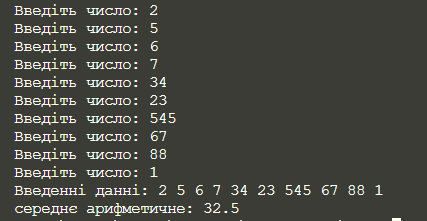 Введіть число: 2
Введіть число: 5
Введіть число: 6
Введіть число: 7
Введіть число: 34
Введіть число: 23
Введіть число: 545
Введіть число: 67
Введіть число: 88
Введіть число: 1
Введенні данні: 2 5 6 7 34 23 545 67 88 1
середнє арифметичне: 32.5